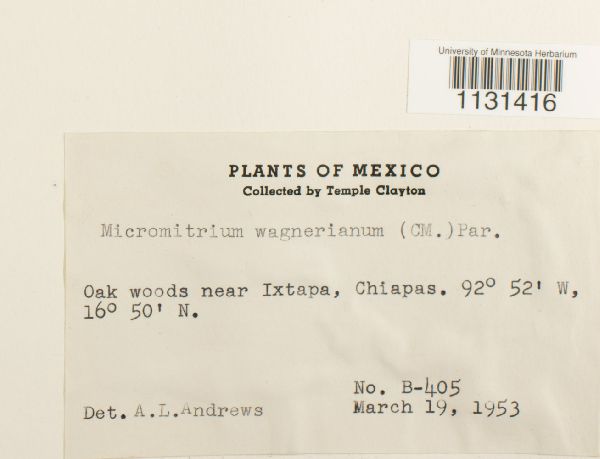 University of Minnesota Herbarium
1131416
PLANTS OF MEXICO
Collected by Temple Clayton
Micromitrium wagnerianum (CM.)Par.
Oak woods near Ixtapa, Chiapas. 92° 52' W,
16° 50' N.
No. B-405
Det. A.L.Andrews March 19, 1953